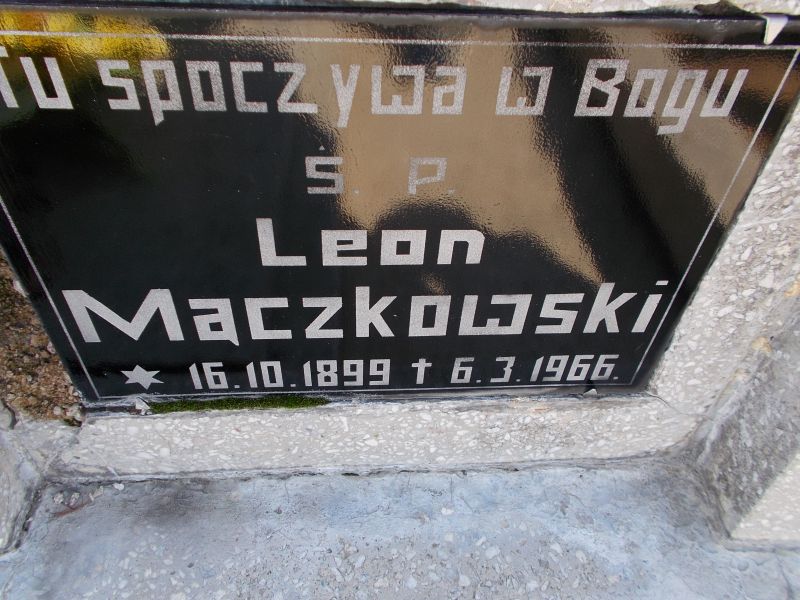 Tu spoczywa w Bogu
Ś. P.
Leon
Mączkowski
16.10.1899 † 6.3.1966.